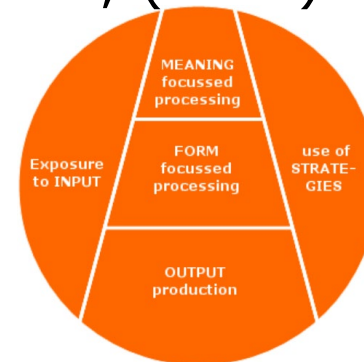 MEANING
focussed
processing
FORM
focussed
processing
Exposure
to INPUT
use of
STRATE-
GIES
OUTPUT
production